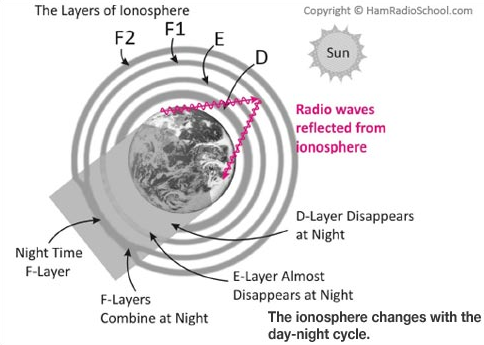 The Layers of Ionosphere
Copyright © HamRadioSchool.com
F2
F1
E
D
Sun
Radio waves
reflected from
ionosphere
D-Layer Disappears
at Night
Night Time
F-Layer
E-Layer Almost
Disappears at Night
F-Layers
Combine at Night
The ionosphere changes with the
day-night cycle.